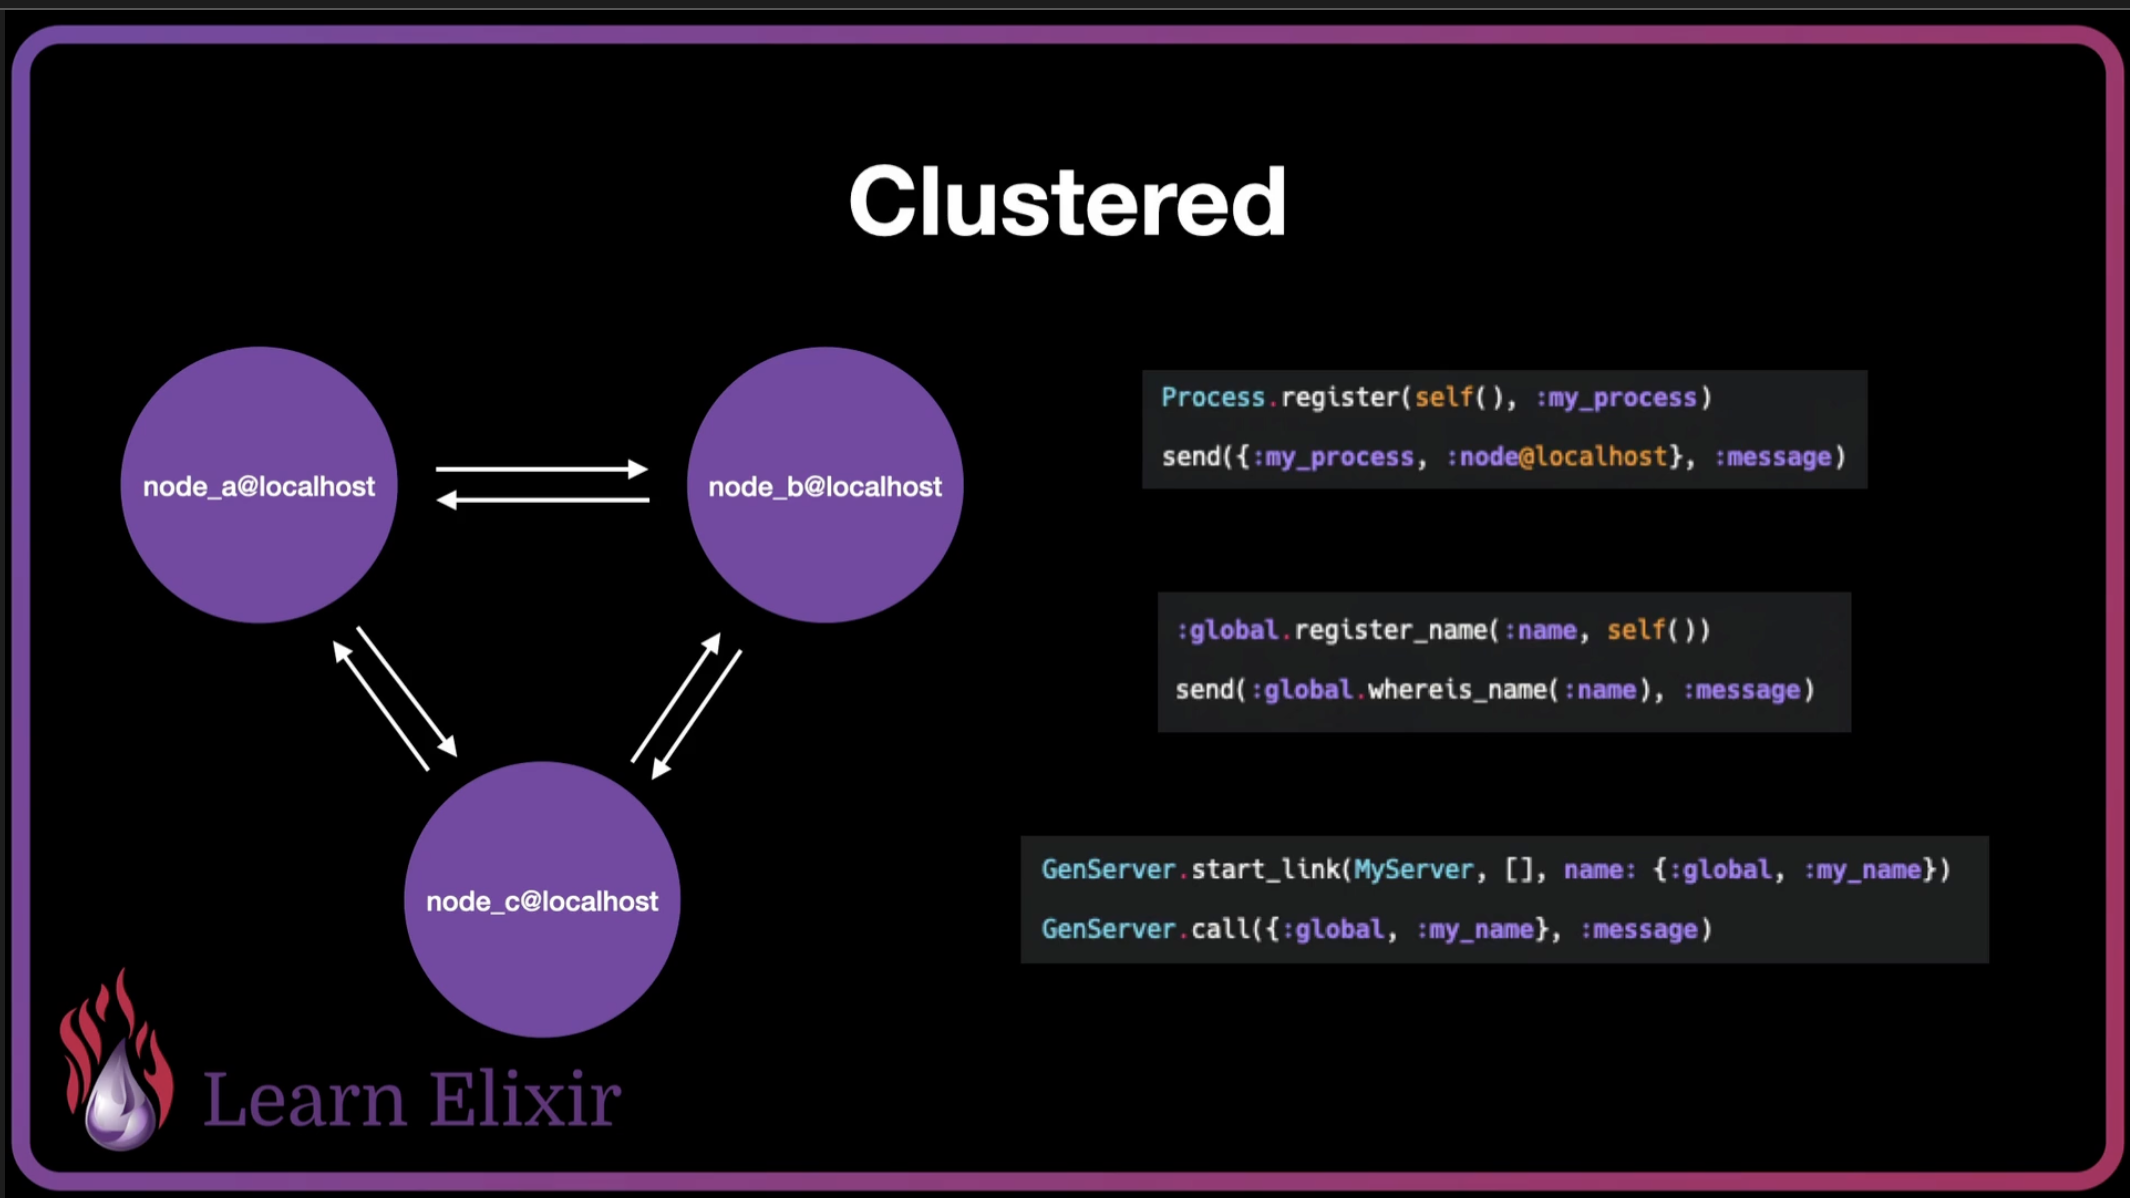 Clustered
node_a@localhost
node_b@localhost
node_c@localhost
Process.register(self(), :my_process)
send({:my_process, :node@localhost}, :message)
:global.register_name(:name, self())
send(:global.whereis_name(:name), :message)
GenServer.start_link(MyServer, [], name: {:global, :my_name})
GenServer.call({:global, :my_name}, :message)
Learn Elixir